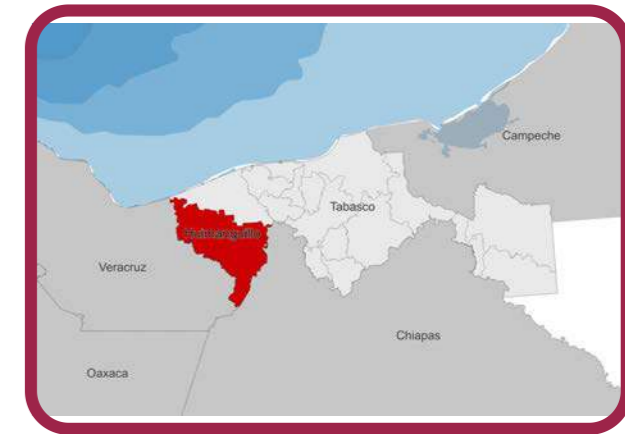 Campeche
Tabasco
Huimanguillo
Veracruz
Chiapas
Oaxaca